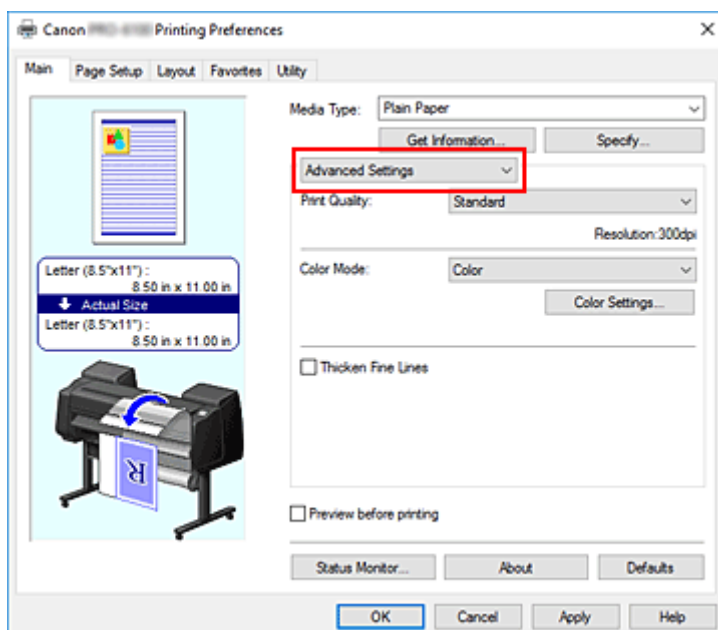 Canon Printing Preferences
Main Page Setup Layout Favorites Utility
Media Type: Plain Paper
Get Information... Specify...
Advanced Settings
Print Quality: Standard
Resolution:300dpi
Color Mode: Color
Color Settings...
Thicken Fine Lines
Letter (8.5"x11") :
8.50 in x 11.00 in
Actual Size
Letter (8.5"x11") :
8.50 in x 11.00 in
R
Preview before printing
Status Monitor... About Defaults
OK Cancel Apply Help